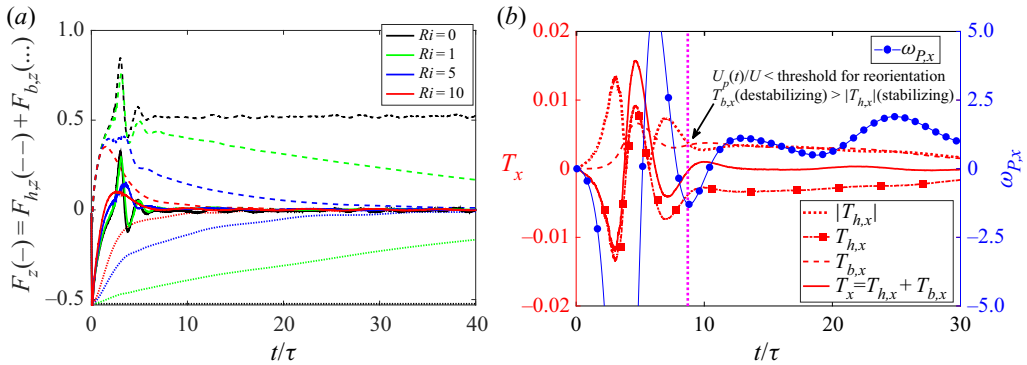 (a)
F_z(−) = F_{h,z}(− −) + F_{b,z}(...)
1.0
0.5
0
−0.5
0
10
20
30
40
t/τ
Ri = 0
Ri = 1
Ri = 5
Ri = 10
(b)
T_x
0.02
0.01
0
−0.01
−0.02
0
10
20
30
t/τ
5.0
2.5
0
−2.5
−5.0
ω_{P,x}
ω_{P,x}
U_p(t)/U < threshold for reorientation
T_{b,x}(destabilizing) > |T_{h,x}|(stabilizing)
|T_{h,x}|
T_{h,x}
T_{b,x}
T_x=T_{h,x} + T_{b,x}